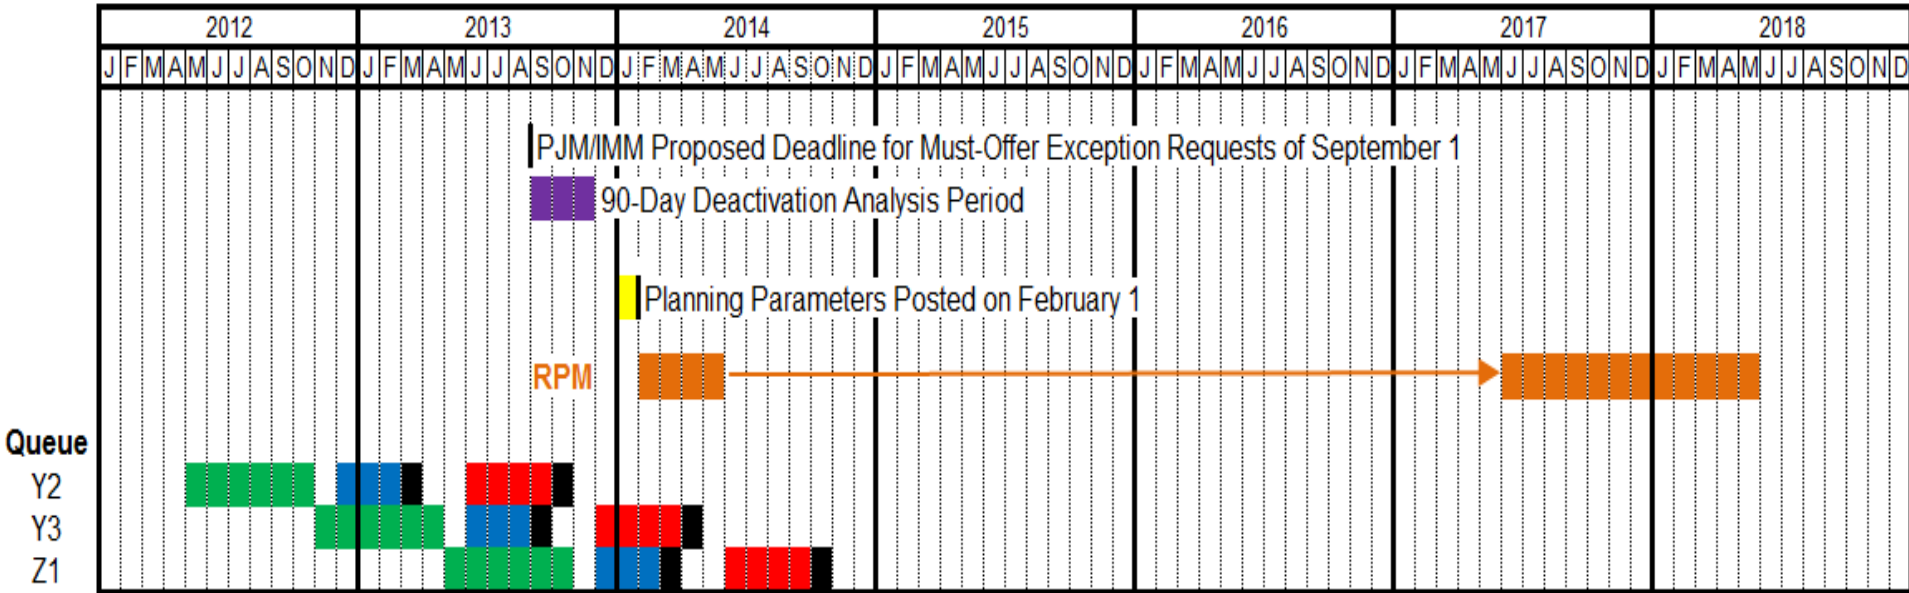 2012 2013 2014 2015 2016 2017 2018
J F M A M J J A S O N D J F M A M J J A S O N D J F M A M J J A S O N D J F M A M J J A S O N D J F M A M J J A S O N D J F M A M J J A S O N D J F M A M J J A S O N D
PJM/IMM Proposed Deadline for Must-Offer Exception Requests of September 1
90-Day Deactivation Analysis Period
Planning Parameters Posted on February 1
RPM
Queue
Y2
Y3
Z1